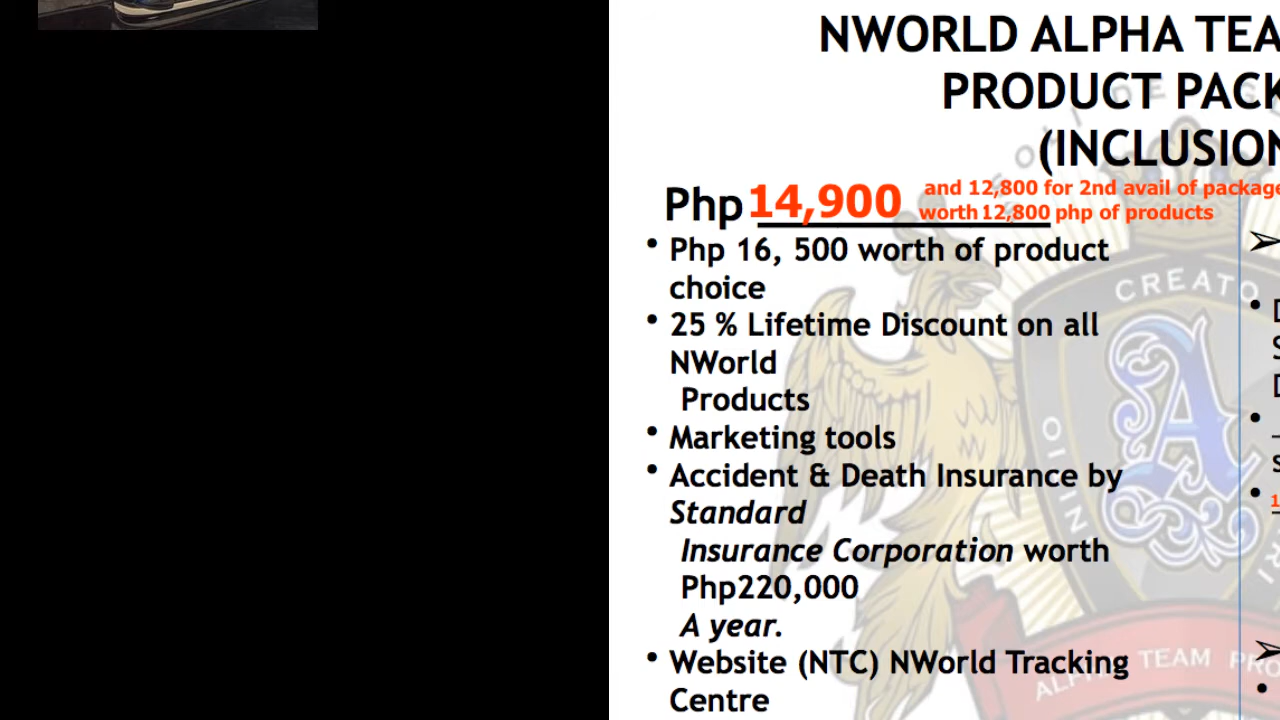 NWORLD ALPHA TEA
PRODUCT PACK
(INCLUSION
Php 14,900 and 12,800 for 2nd avail of package
worth 12,800 php of products
• Php 16, 500 worth of product
choice
• 25 % Lifetime Discount on all
NWorld
Products
• Marketing tools
• Accident & Death Insurance by
Standard
Insurance Corporation worth
Php220,000
A year.
• Website (NTC) NWorld Tracking
Centre
CREATO
A
ALPHA TEAM PRO